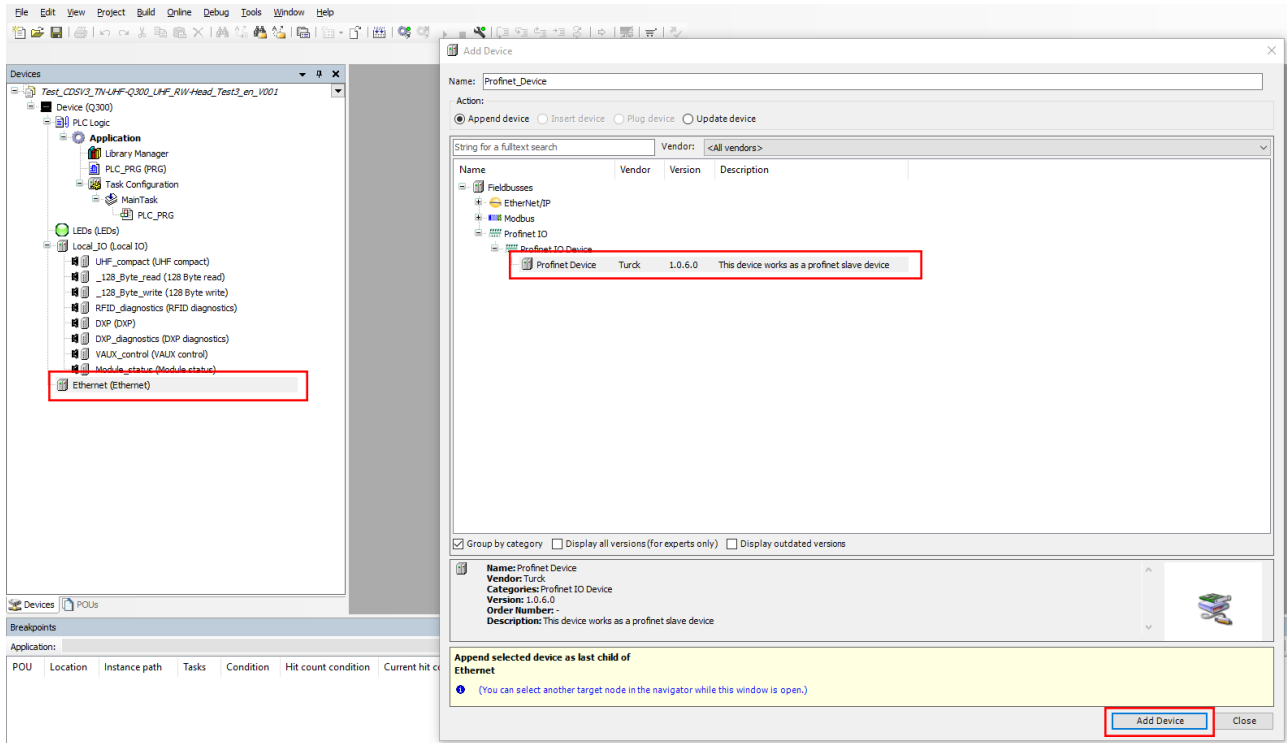 File Edit View Project Build Online Debug Tools Window Help
Devices
Test_CDSV3_TN-UHF-Q300_UHF_RW-Head_Test3_en_V001
Device (Q300)
PLC Logic
Application
Library Manager
PLC_PRG (PRG)
Task Configuration
MainTask
PLC_PRG
LEDs (LEDs)
Local_IO (Local IO)
UHF_compact (UHF compact)
_128_Byte_read (128 Byte read)
_128_Byte_write (128 Byte write)
RFID_diagnostics (RFID diagnostics)
DXP (DXP)
DXP_diagnostics (DXP diagnostics)
VAUX_control (VAUX control)
Module_status (Module status)
Ethernet (Ethernet)
Devices POUs
Breakpoints
Application:
POU Location Instance path Tasks Condition Hit count condition Current hit
Add Device
Name: Profinet_Device
Action:
Append device Insert device Plug device Update device
String for a fulltext search Vendor: <All vendors>
Name Vendor Version Description
Fieldbusses
EtherNet/IP
Modbus
Profinet IO
Profinet IO Device
Profinet Device Turck 1.0.6.0 This device works as a profinet slave device
Group by category Display all versions (for experts only) Display outdated versions
Name: Profinet Device
Vendor: Turck
Categories: Profinet IO Device
Version: 1.0.6.0
Order Number: -
Description: This device works as a profinet slave device
Append selected device as last child of
Ethernet
(You can select another target node in the navigator while this window is open.)
Add Device Close